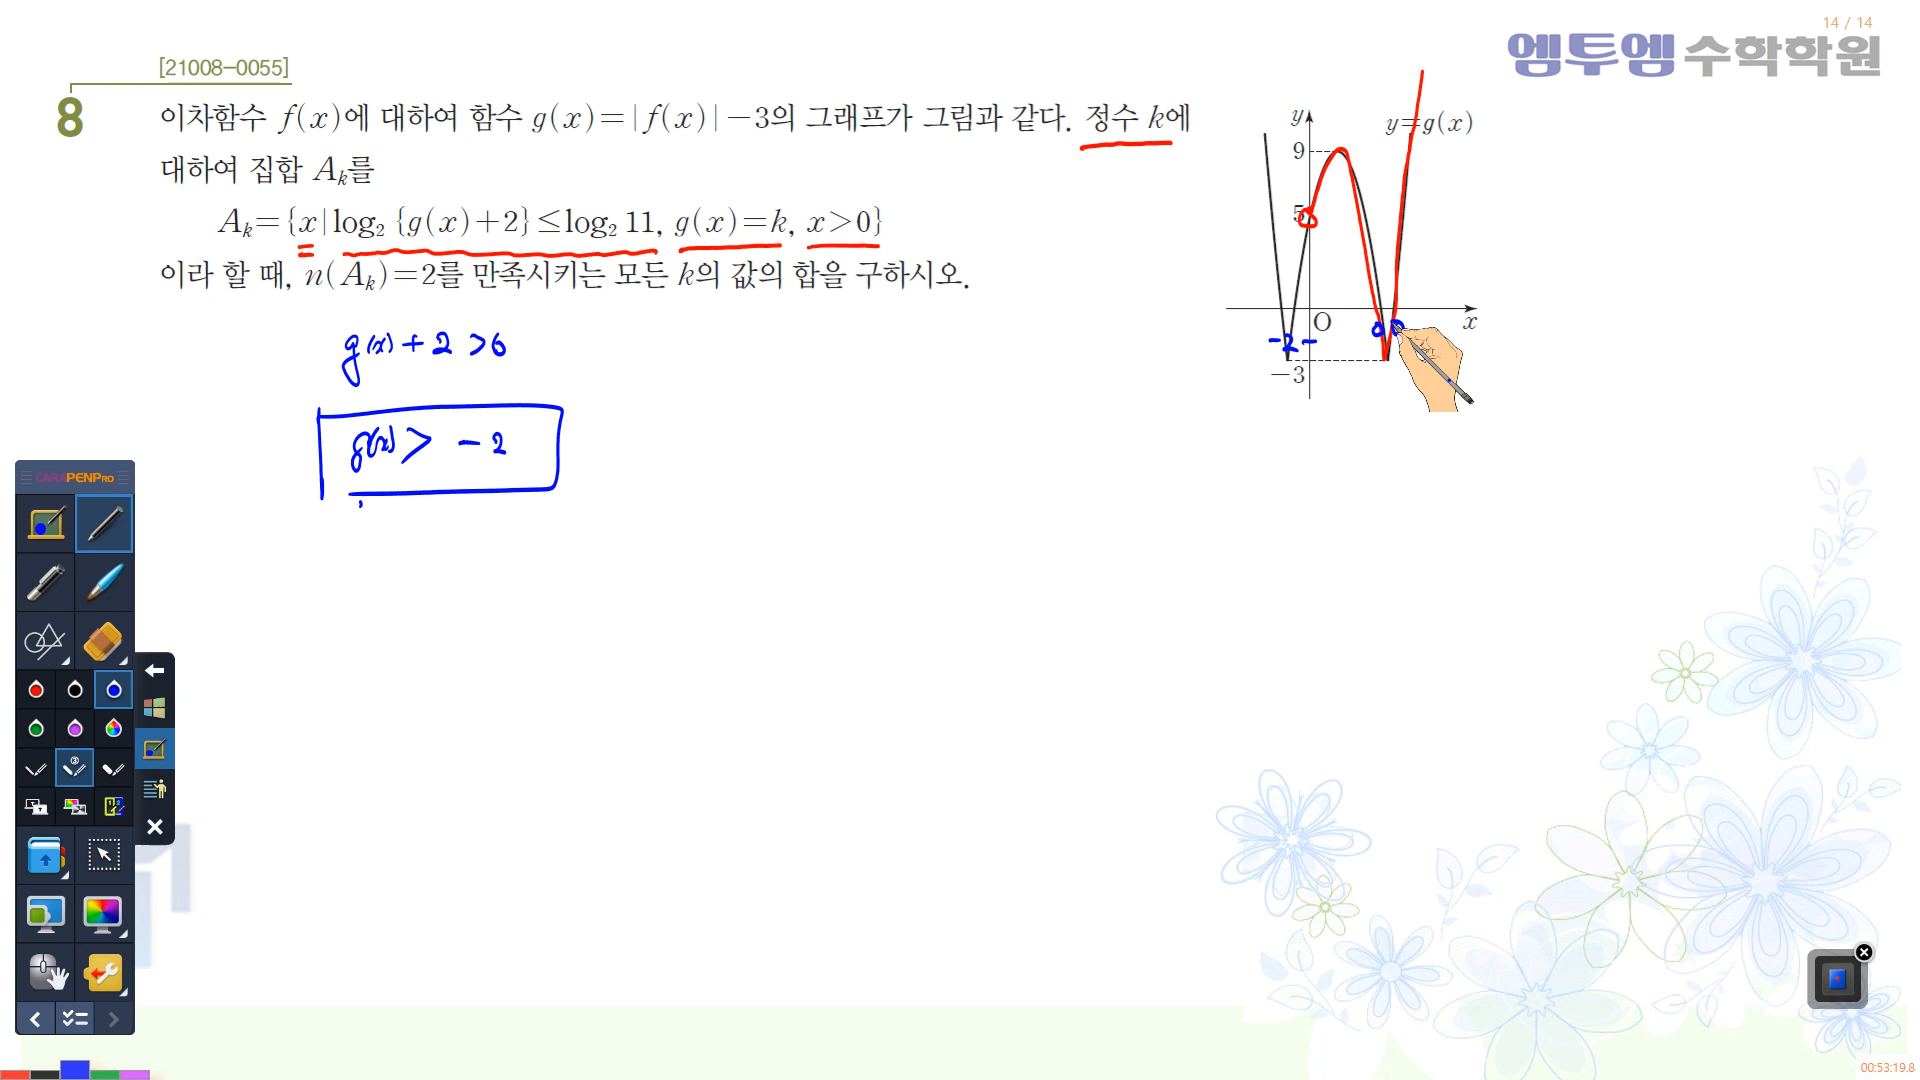 14 / 14
엠투엠 수학학원
[21008-0055]
8
이차함수 f(x)에 대하여 함수 g(x)=|f(x)|-3의 그래프가 그림과 같다. 정수 k에
대하여 집합 Aₖ를
Aₖ={x|log₂ {g(x)+2}≤log₂ 11, g(x)=k, x>0}
이라 할 때, n(Aₖ)=2를 만족시키는 모든 k의 값의 합을 구하시오.
y
y=g(x)
9
5
O
x
-2
-3
g(x)+2 >0
g(x) > -2
CARAPENPRO
00:53:19.8